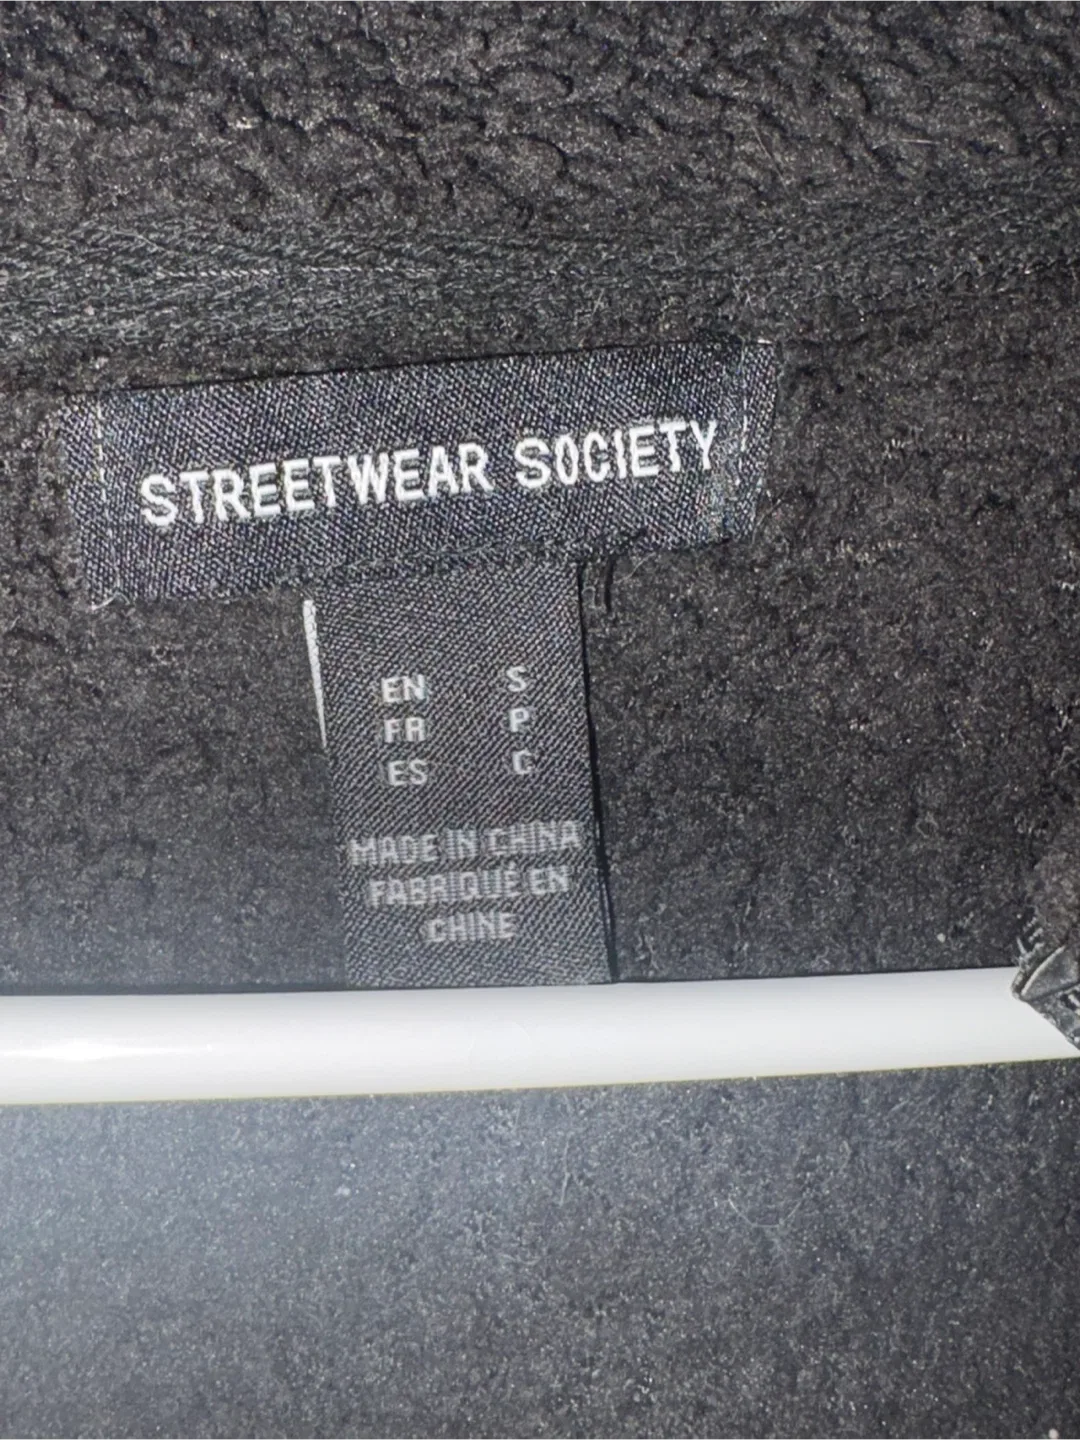 STREETWEAR SOCIETY
EN S
FR P
ES C
MADE IN CHINA
FABRIQUÉ EN
CHINE